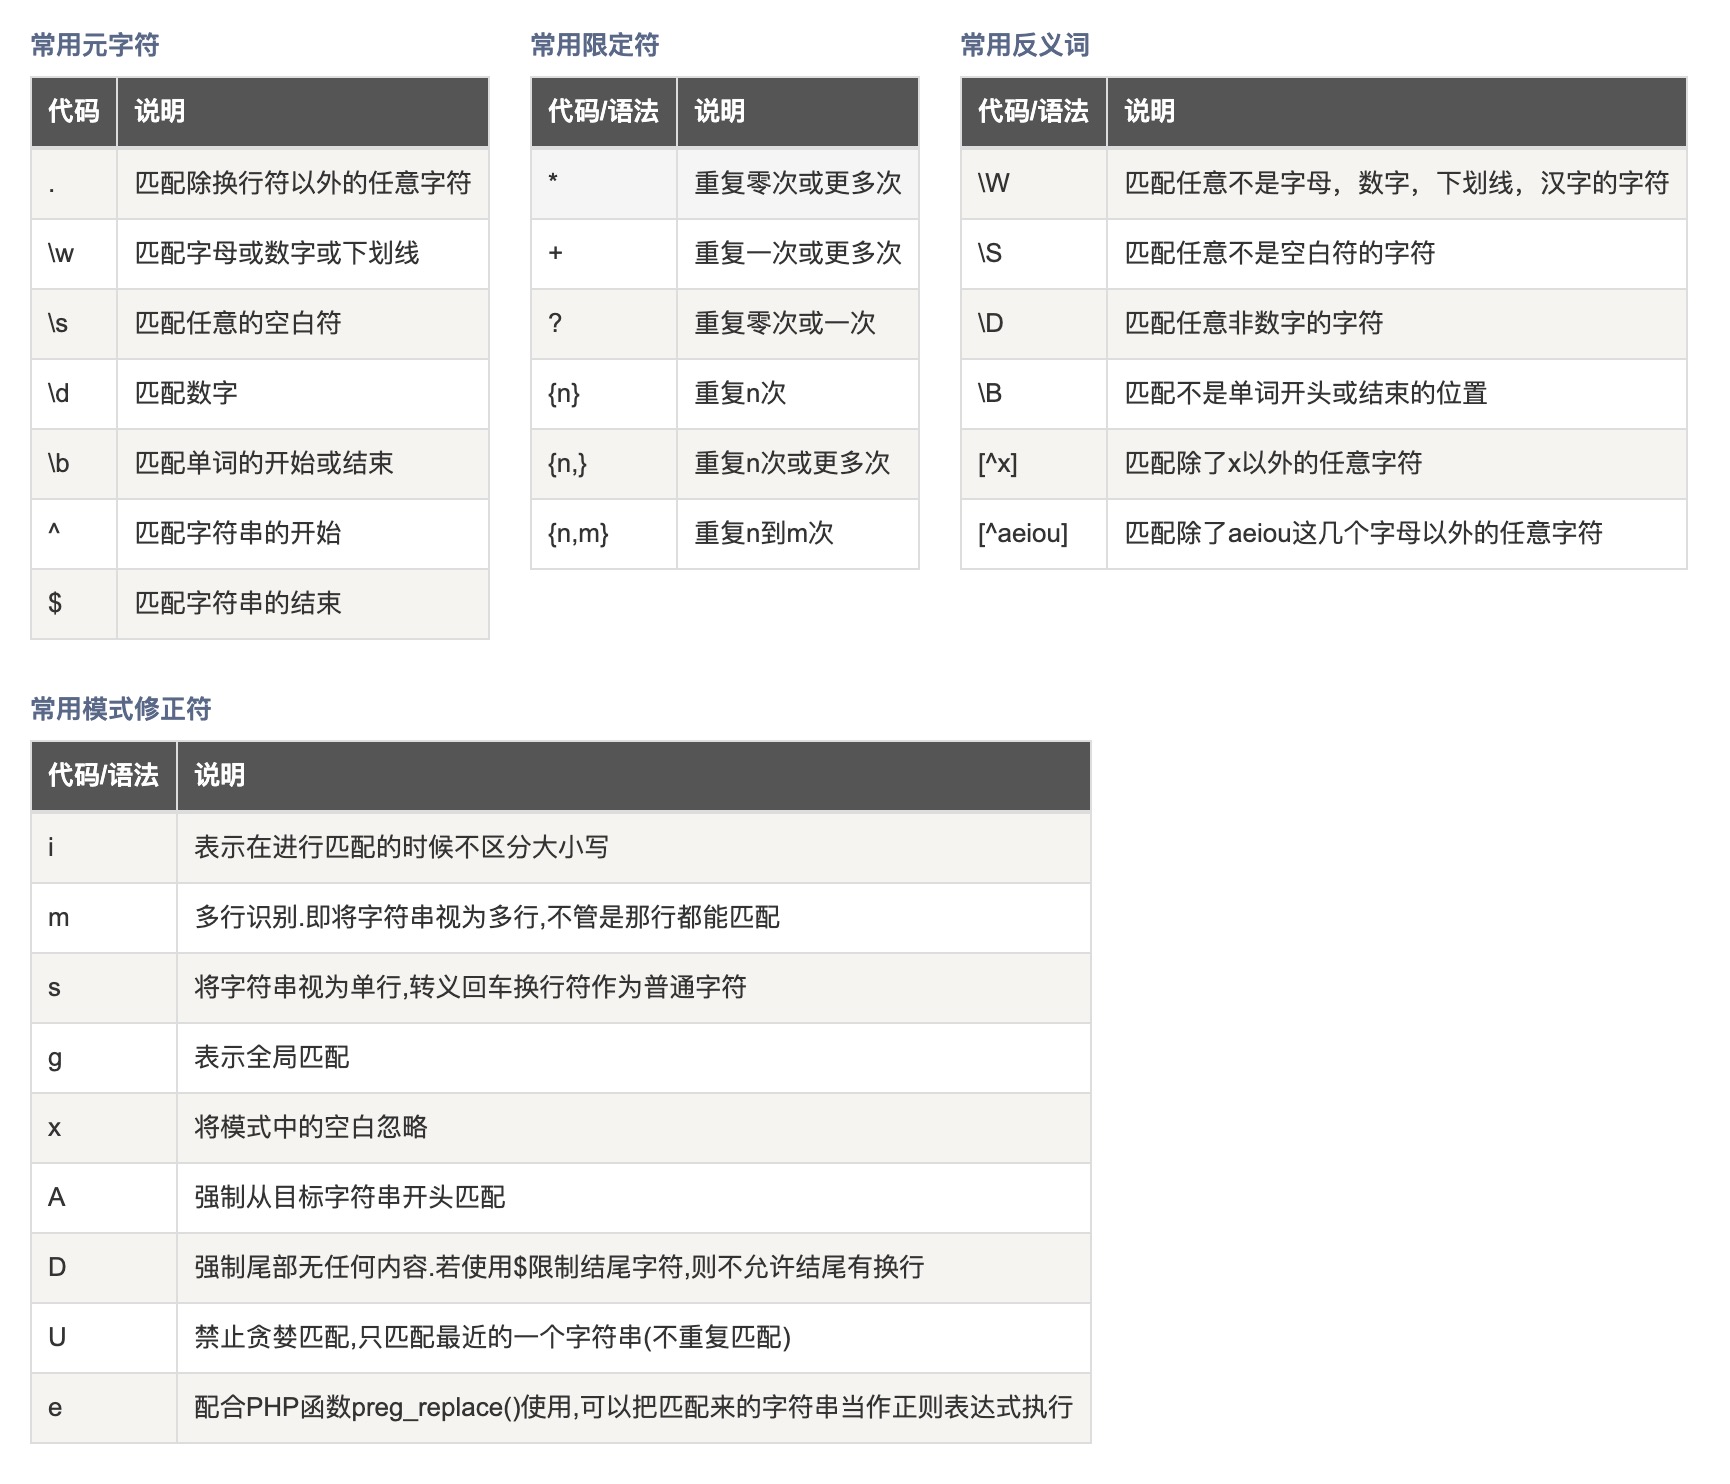 常用元字符
代码 说明
. 匹配除换行符以外的任意字符
\w 匹配字母或数字或下划线
\s 匹配任意的空白符
\d 匹配数字
\b 匹配单词的开始或结束
^ 匹配字符串的开始
$ 匹配字符串的结束
常用限定符
代码/语法 说明
* 重复零次或更多次
+ 重复一次或更多次
? 重复零次或一次
{n} 重复n次
{n,} 重复n次或更多次
{n,m} 重复n到m次
常用反义词
代码/语法 说明
\W 匹配任意不是字母，数字，下划线，汉字的字符
\S 匹配任意不是空白符的字符
\D 匹配任意非数字的字符
\B 匹配不是单词开头或结束的位置
[^x] 匹配除了x以外的任意字符
[^aeiou] 匹配除了aeiou这几个字母以外的任意字符
常用模式修正符
代码/语法 说明
i 表示在进行匹配的时候不区分大小写
m 多行识别.即将字符串视为多行,不管是那行都能匹配
s 将字符串视为单行,转义回车换行符作为普通字符
g 表示全局匹配
x 将模式中的空白忽略
A 强制从目标字符串开头匹配
D 强制尾部无任何内容.若使用$限制结尾字符,则不允许结尾有换行
U 禁止贪婪匹配,只匹配最近的一个字符串(不重复匹配)
e 配合PHP函数preg_replace()使用,可以把匹配来的字符串当作正则表达式执行